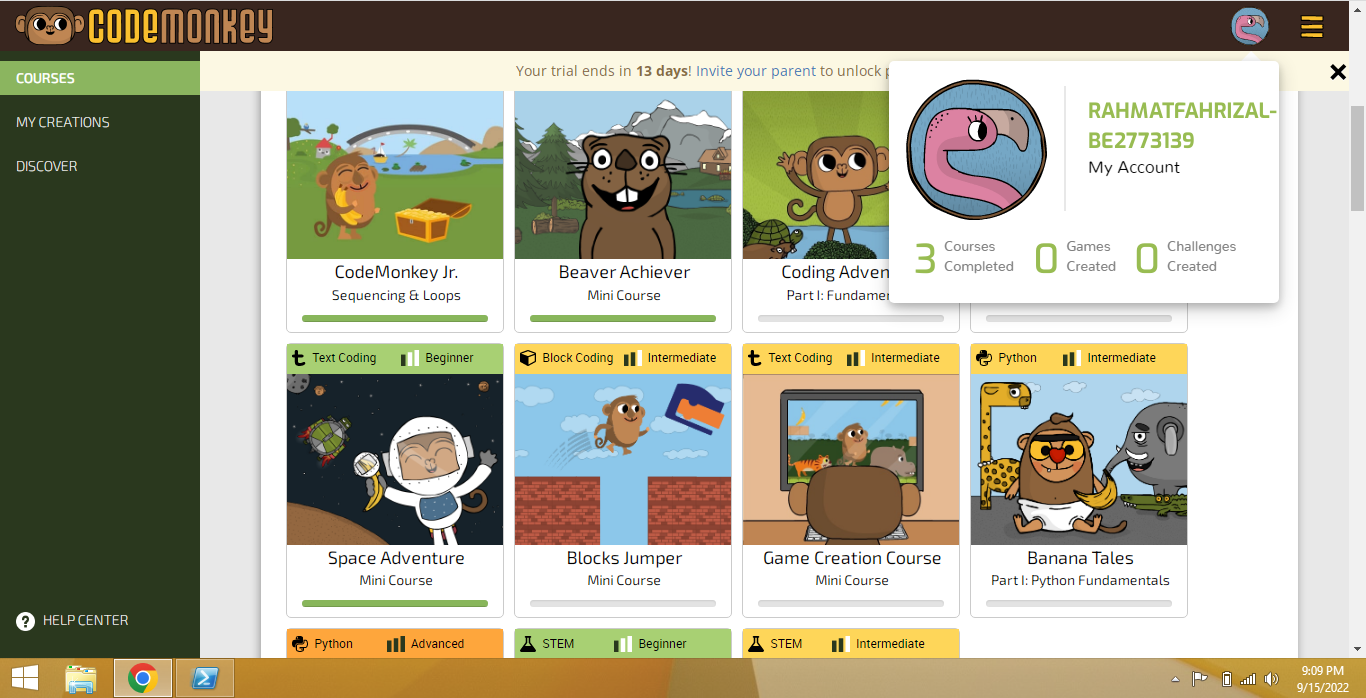 CODEMONKEY
COURSES
MY CREATIONS
DISCOVER
HELP CENTER
Your trial ends in 13 days! Invite your parent to unlock
RAHMATFAHRIZAL-
BE2773139
My Account
3 Courses Completed
0 Games Created
0 Challenges Created
CodeMonkey Jr.
Sequencing & Loops
Beaver Achiever
Mini Course
Coding Adven
Part I: Fundamen
Text Coding Beginner
Block Coding Intermediate
Text Coding Intermediate
Python Intermediate
Space Adventure
Mini Course
Blocks Jumper
Mini Course
Game Creation Course
Mini Course
Banana Tales
Part I: Python Fundamentals
Python Advanced
STEM Beginner
STEM Intermediate
9:09 PM
9/15/2022